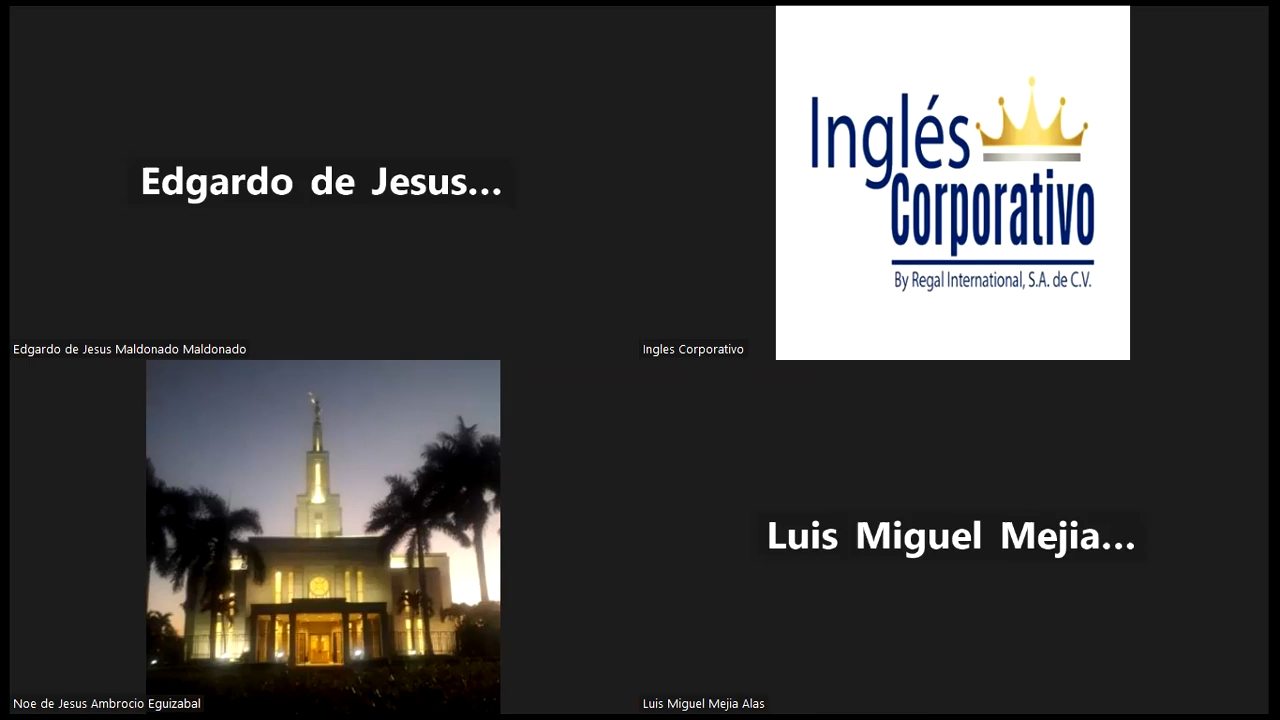 Edgardo de Jesus...
Edgardo de Jesus Maldonado Maldonado
Inglés
Corporativo
By Regal International, S.A. de C.V.
Ingles Corporativo
Noe de Jesus Ambrocio Eguizabal
Luis Miguel Mejia...
Luis Miguel Mejia Alas